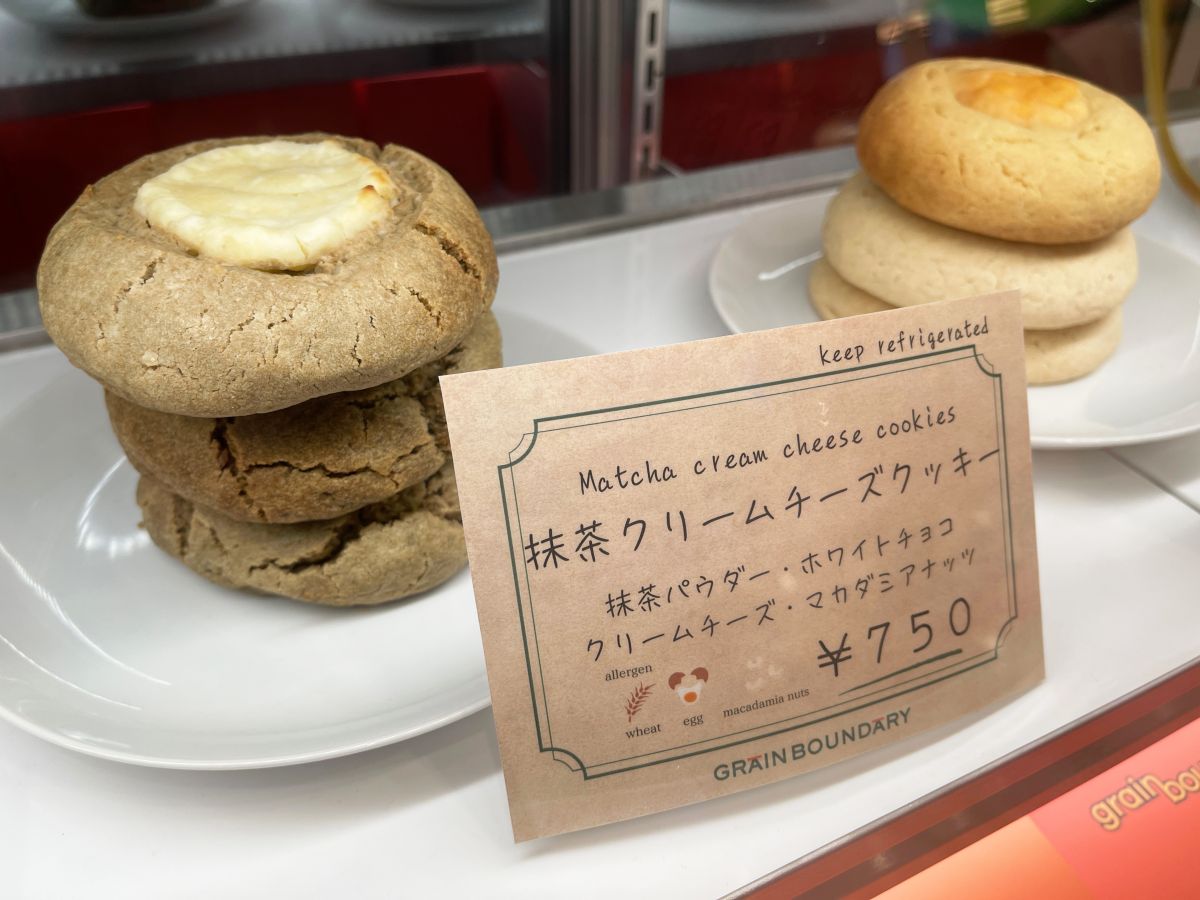 keep refrigerated
Matcha cream cheese cookies
抹茶クリームチーズクッキー
抹茶パウダー・ホワイトチョコ
クリームチーズ・マカダミアナッツ
¥750
allergen
wheat
egg
macadamia nuts
GRAIN BOUNDARY
grain